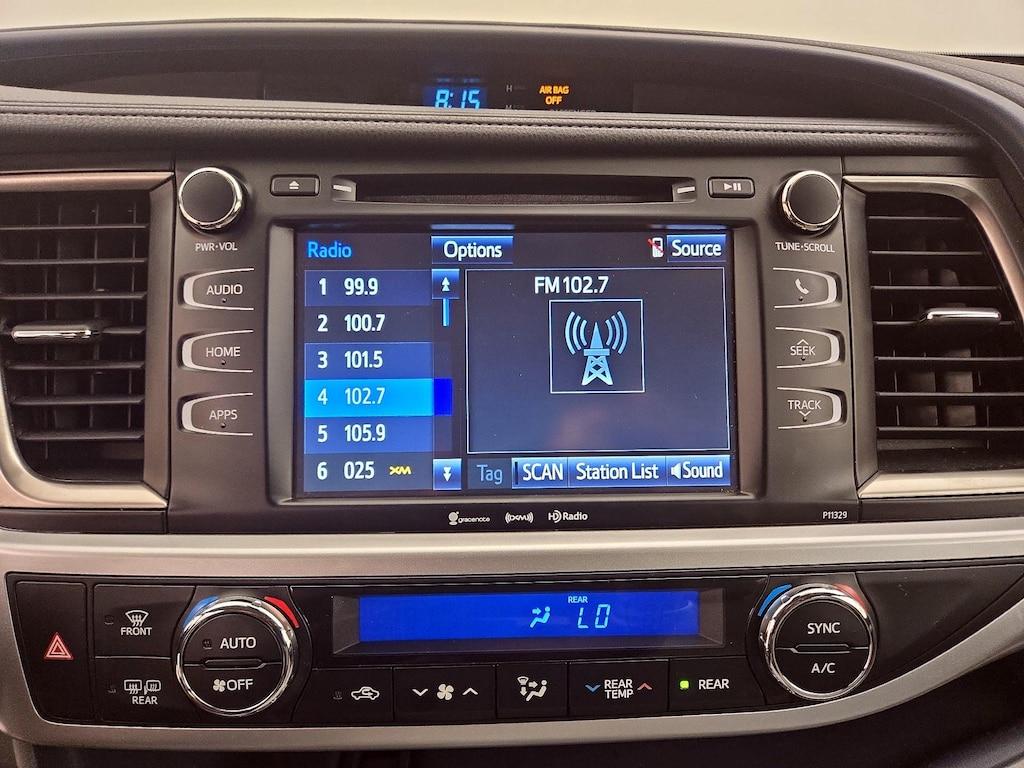 8:15
H
M
AIR BAG
OFF
PWR•VOL
AUDIO
HOME
APPS
Radio
Options
Source
1 99.9
2 100.7
3 101.5
4 102.7
5 105.9
6 025 XM
FM 102.7
Tag
SCAN
Station List
Sound
TUNE•SCROLL
SEEK
TRACK
gracenote
((XM))
HD Radio
P11329
FRONT
REAR
AUTO
OFF
REAR
LO
REAR
TEMP
REAR
SYNC
A/C